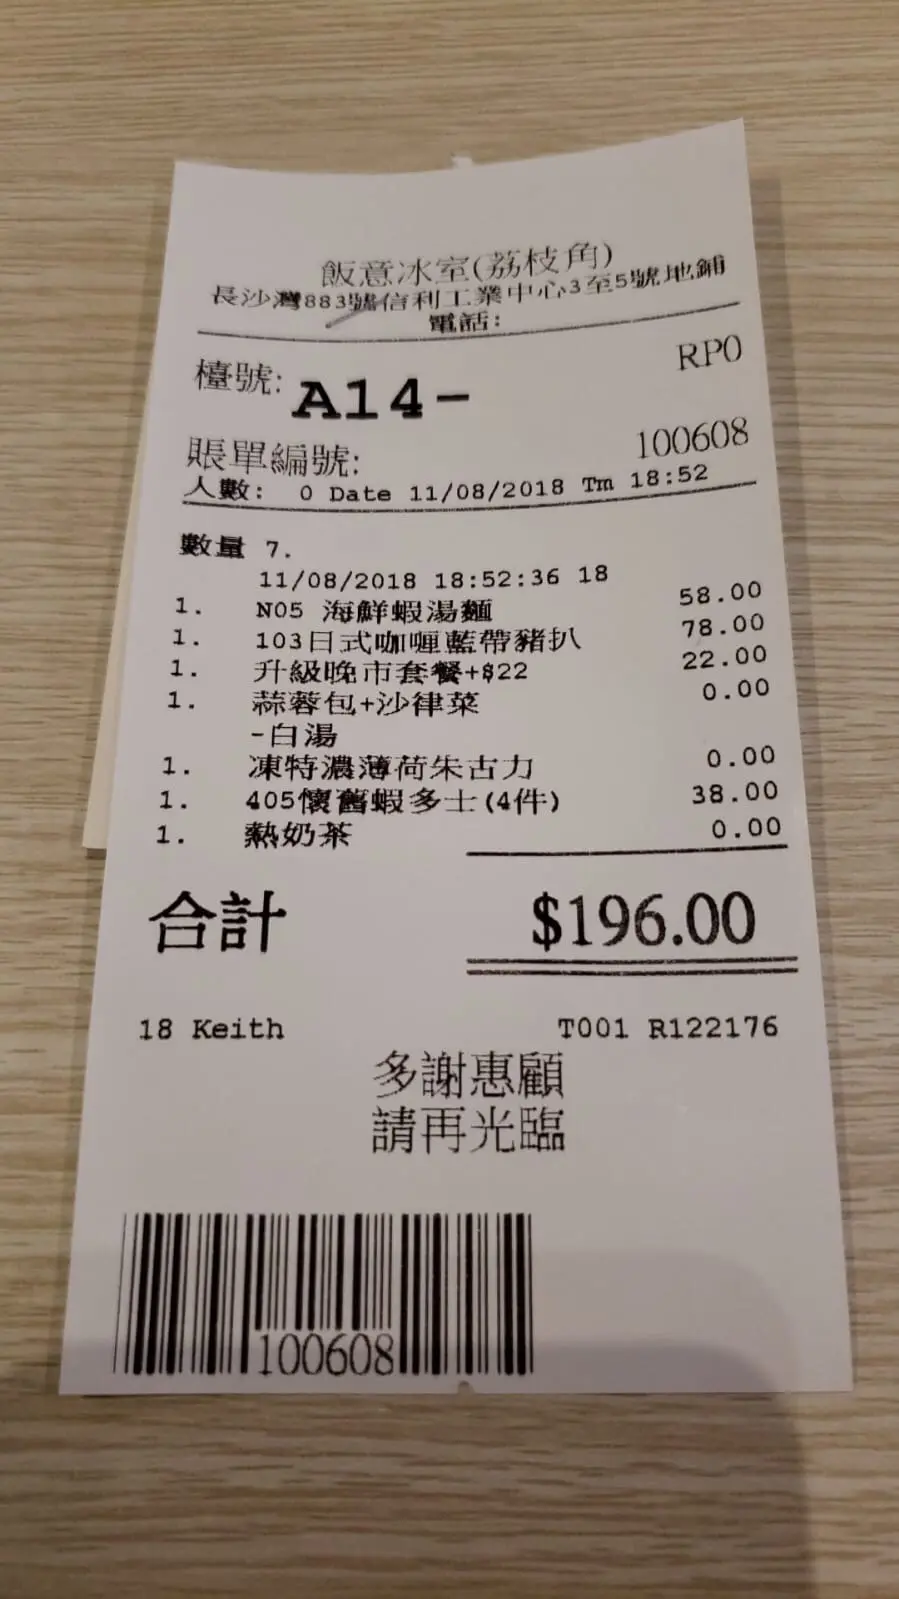 飯意冰室(荔枝角)
長沙灣883號信利工業中心3至5號地鋪
電話:
RP0
檯號: A14-
賬單編號: 100608
人數: 0 Date 11/08/2018 Tm 18:52
數量 7.
11/08/2018 18:52:36 18
1. N05 海鮮蝦湯麵 58.00
1. 103日式咖喱藍帶豬扒 78.00
1. 升級晚市套餐+$22 22.00
1. 蒜蓉包+沙律菜 0.00
-白湯
1. 凍特濃薄荷朱古力 0.00
1. 405懷舊蝦多士(4件) 38.00
1. 熱奶茶 0.00
合計 $196.00
18 Keith T001 R122176
多謝惠顧
請再光臨
100608